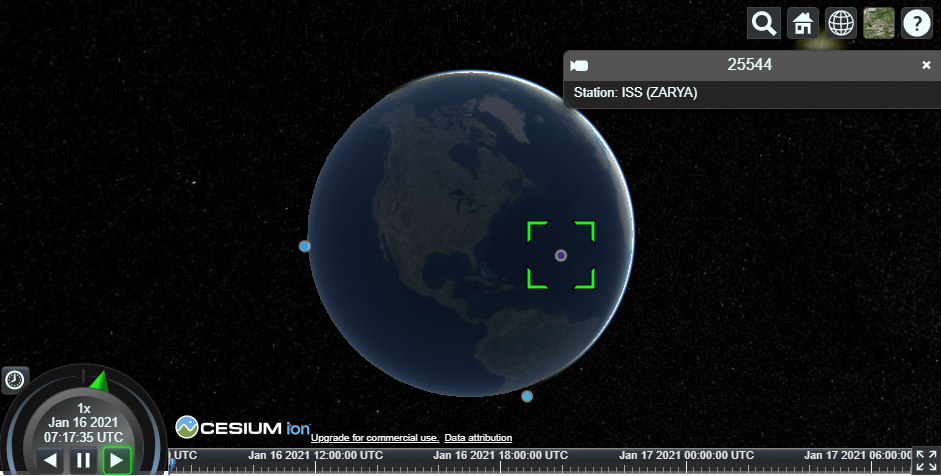 ?
25544
×
Station: ISS (ZARYA)
1x
Jan 16 2021
07:17:35 UTC
CESIUM ion
Upgrade for commercial use. Data attribution
UTC
Jan 16 2021 12:00:00 UTC
Jan 16 2021 18:00:00 UTC
Jan 17 2021 00:00:00 UTC
Jan 17 2021 06:00:00